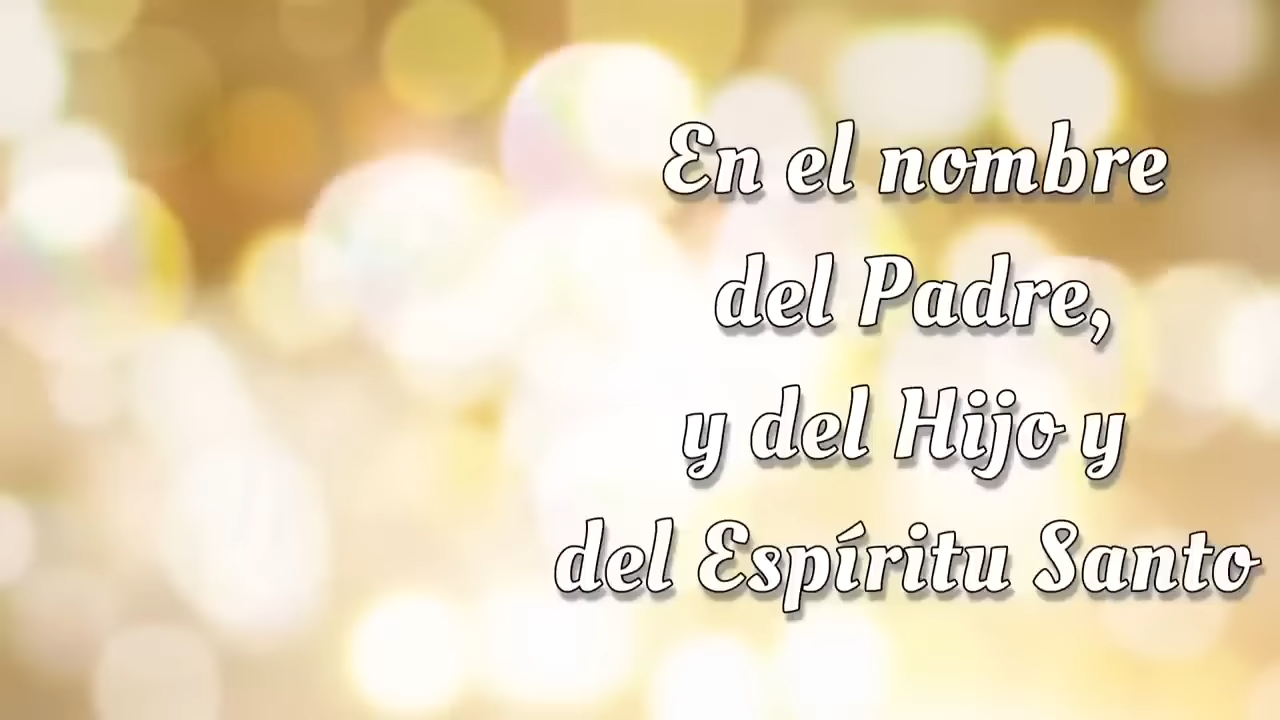 En el nombre
del Padre,
y del Hijo y
del Espíritu Santo